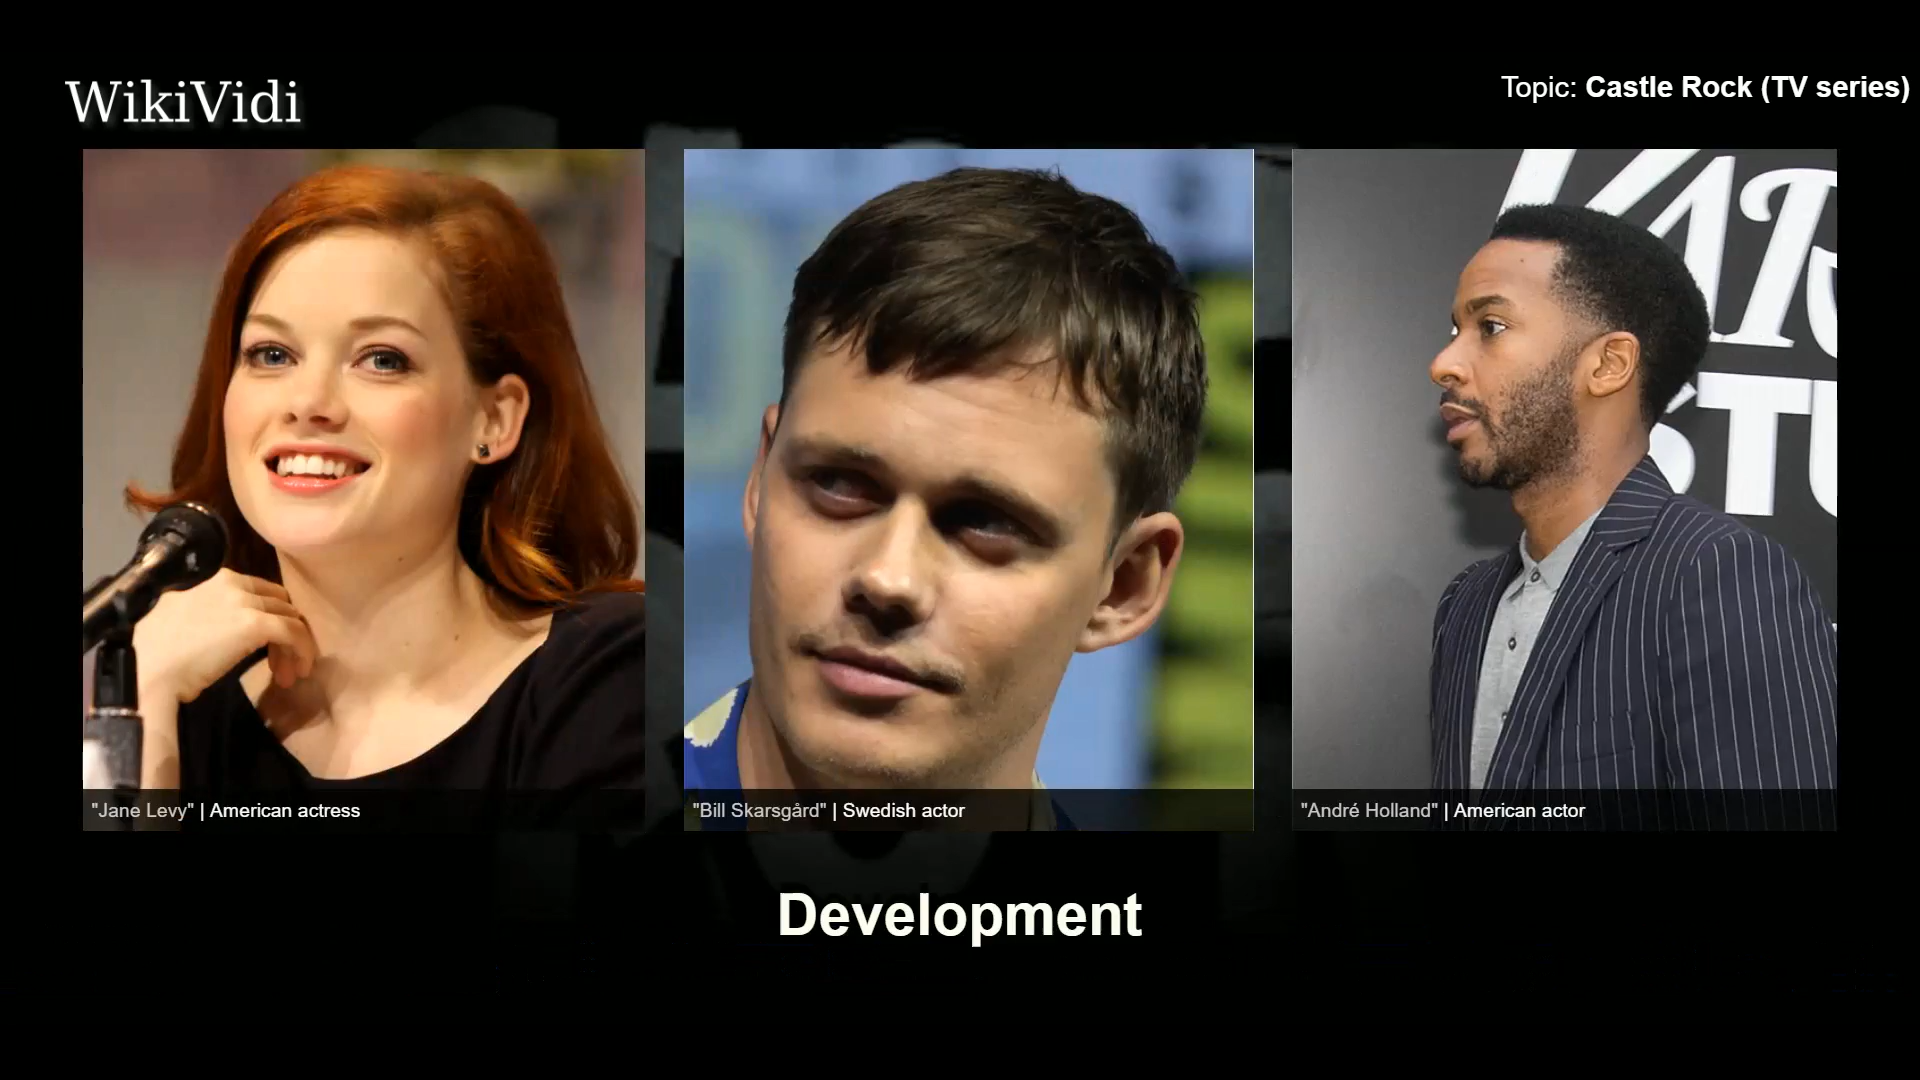 WikiVidi
Topic: Castle Rock (TV series)
"Jane Levy" | American actress
"Bill Skarsgård" | Swedish actor
"André Holland" | American actor
Development